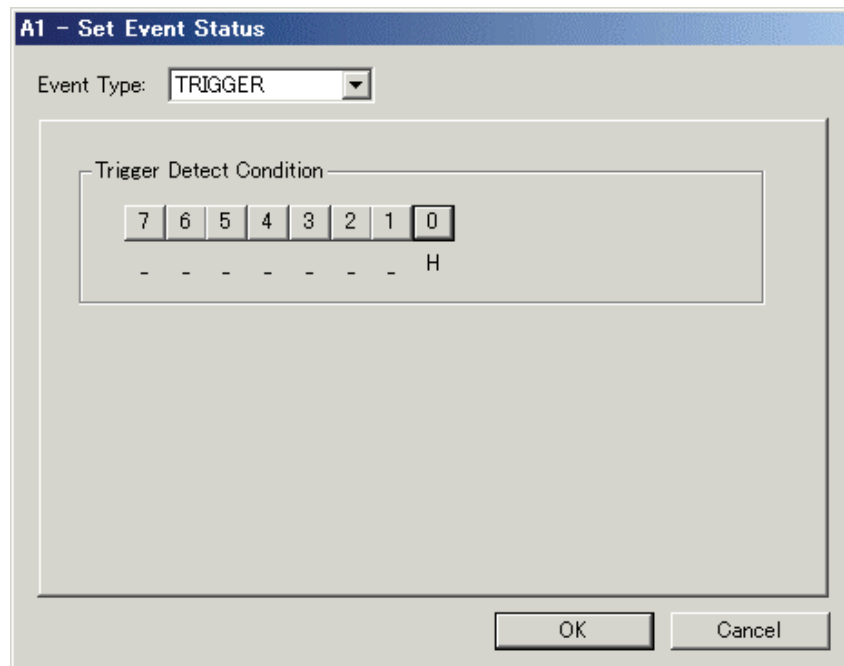 A1 - Set Event Status
Event Type: TRIGGER
Trigger Detect Condition
7 6 5 4 3 2 1 0
- - - - - - - H
OK Cancel